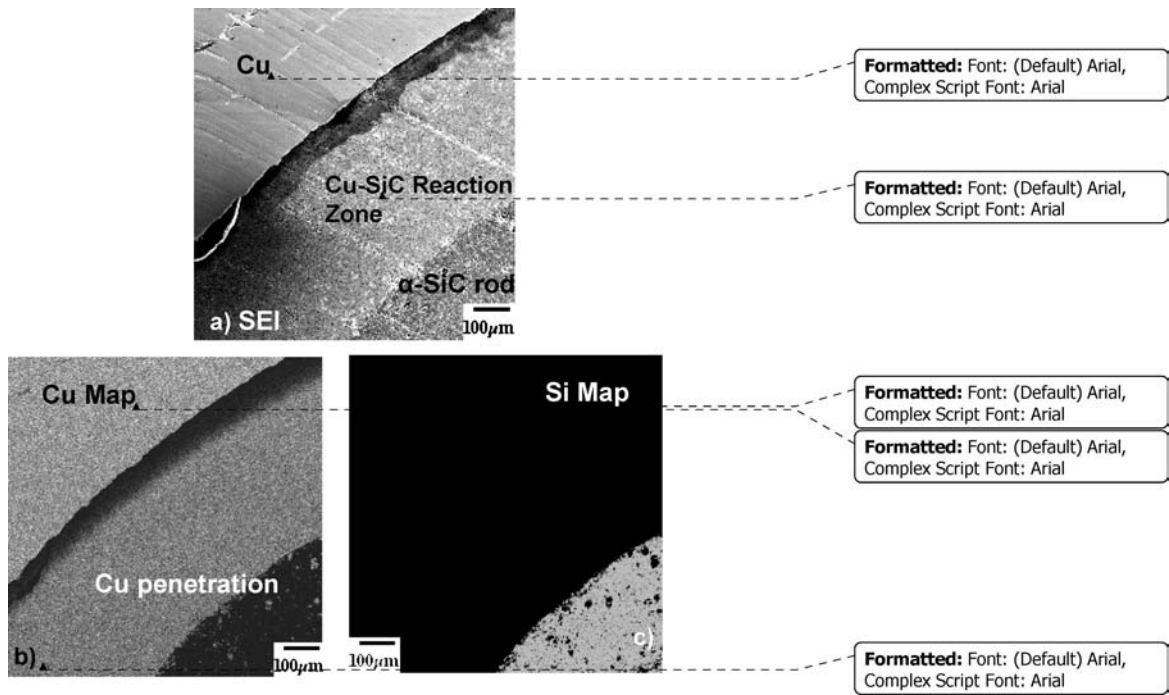 Cu
Formatted: Font: (Default) Arial,
Complex Script Font: Arial
Cu-SiC Reaction
Zone
Formatted: Font: (Default) Arial,
Complex Script Font: Arial
α-SiC rod
a) SEI
100μm
Cu Map
Si Map
Formatted: Font: (Default) Arial,
Complex Script Font: Arial
Formatted: Font: (Default) Arial,
Complex Script Font: Arial
Cu penetration
b)
100μm
100μm
c)
Formatted: Font: (Default) Arial,
Complex Script Font: Arial